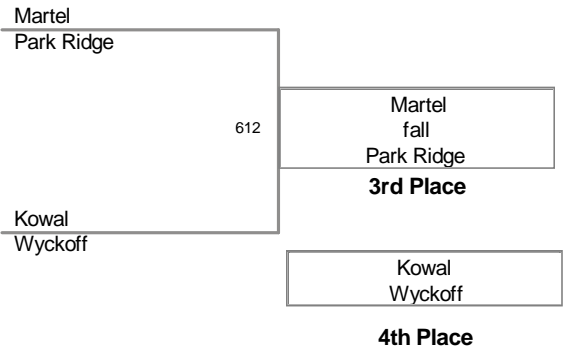 Martel
Park Ridge
612
Martel
fall
Park Ridge
3rd Place
Kowal
Wyckoff
Kowal
Wyckoff
4th Place